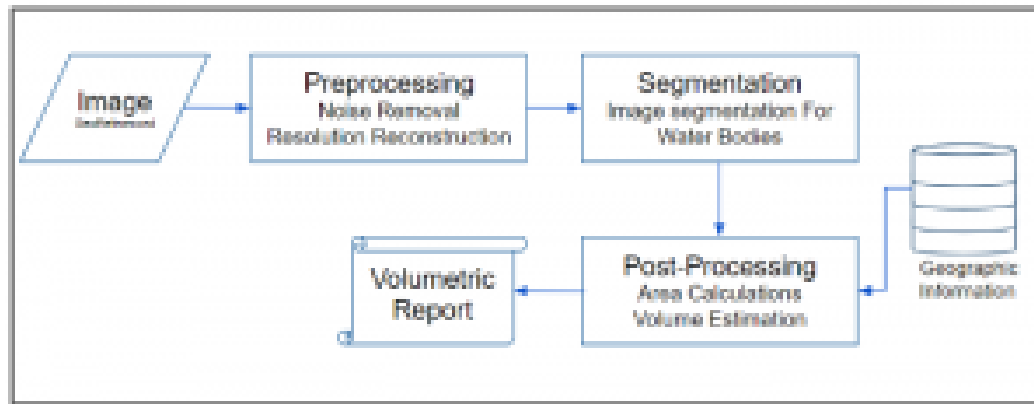 Image
Preprocessing
Noise Removal
Resolution Reconstruction
Segmentation
Image segmentation For
Water Bodies
Geographic
Information
Post-Processing
Area Calculations
Volume Estimation
Volumetric
Report